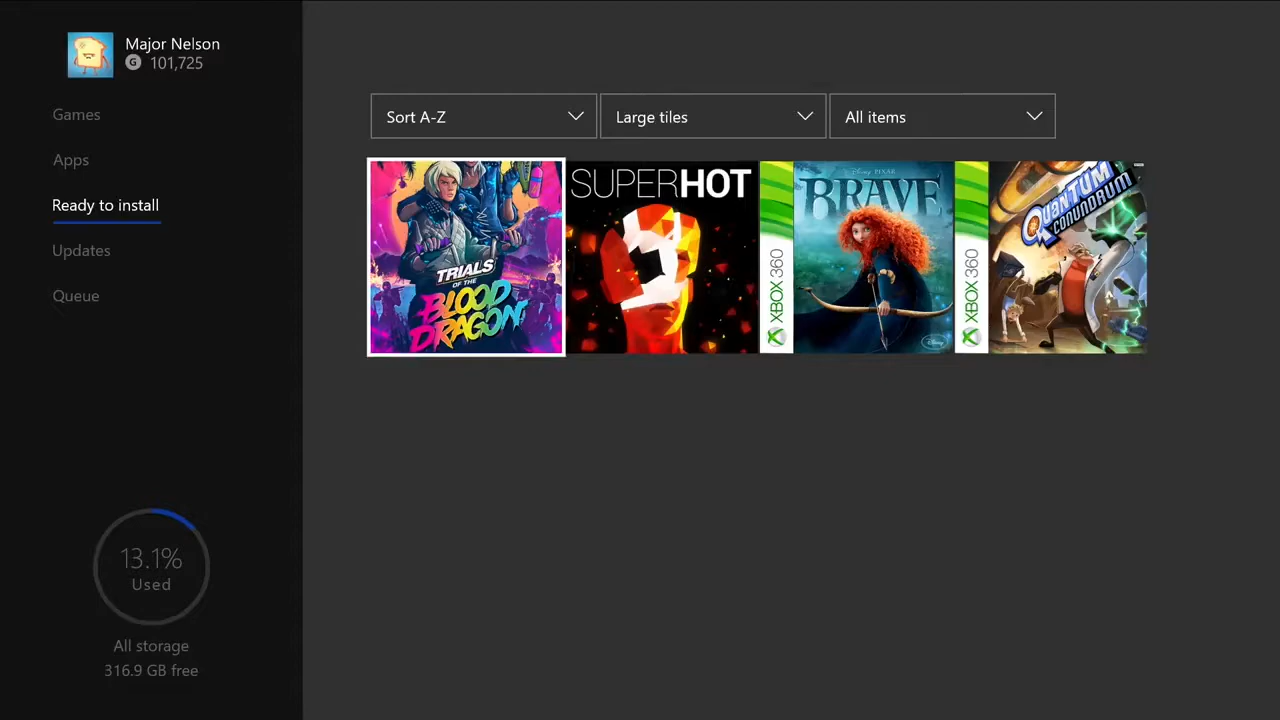 Major Nelson
G 101,725
Games
Apps
Ready to install
Updates
Queue
13.1%
Used
All storage
316.9 GB free
Sort A-Z
Large tiles
All items
TRIALS
OF THE
BLOOD
DRAGON
SUPERHOT
XBOX 360
Disney PIXAR
BRAVE
Disney
XBOX 360
QUANTUM
CONUNDRUM